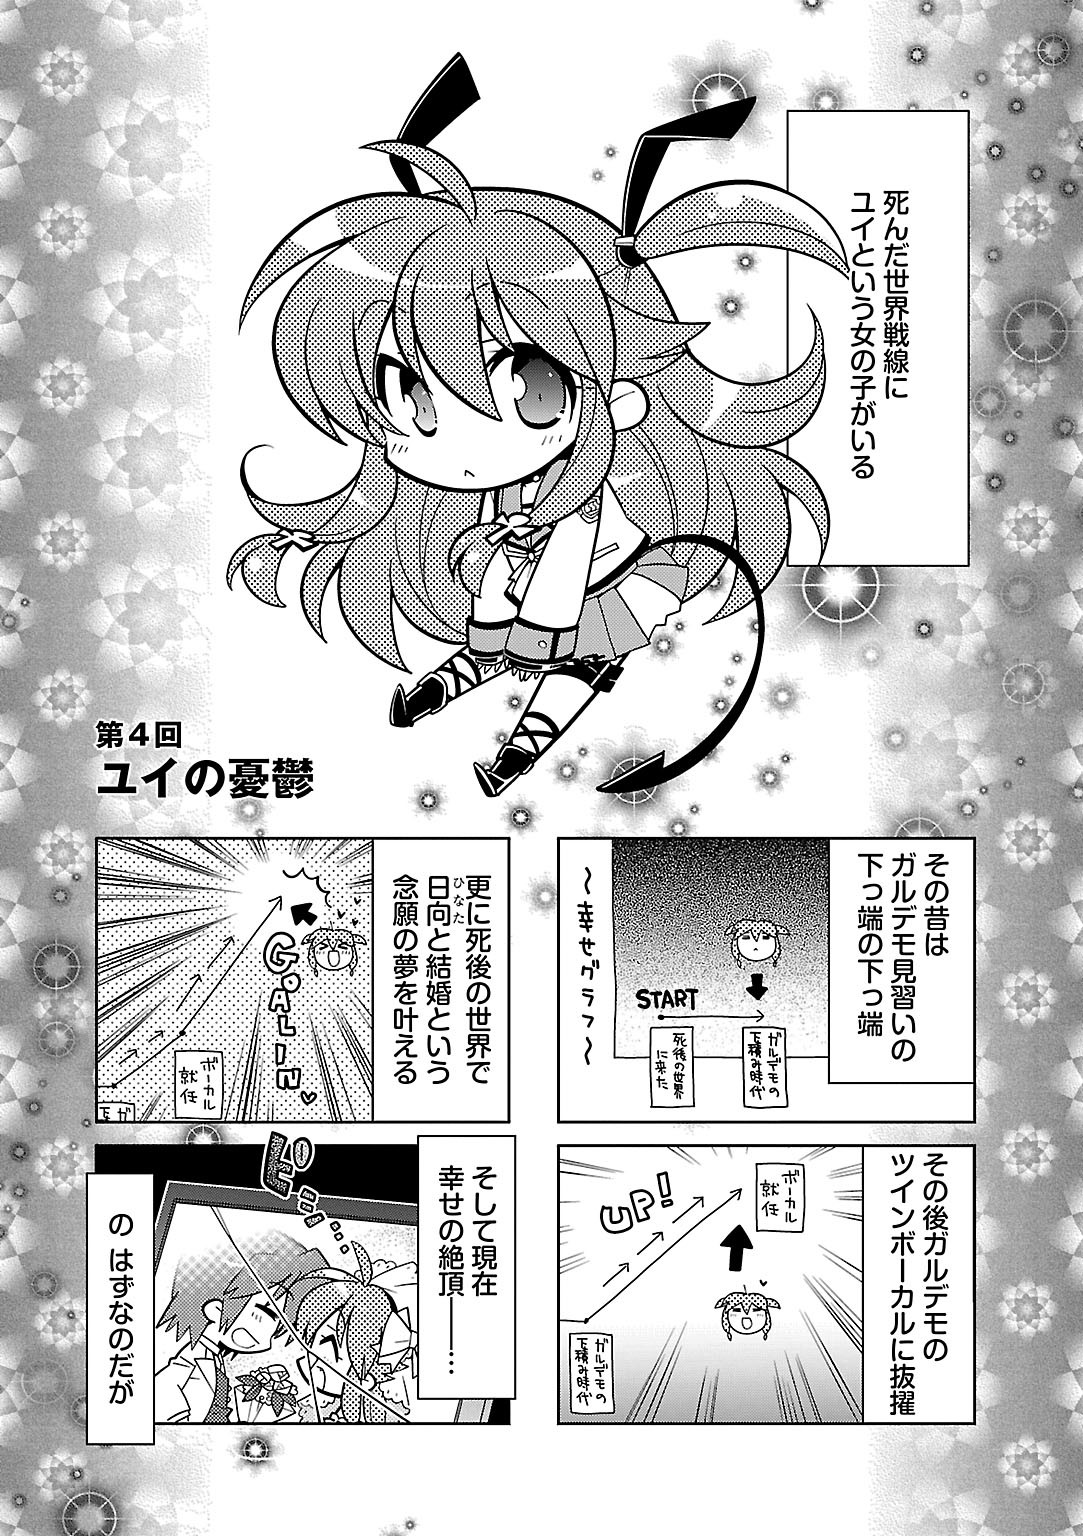 死んだ世界戦線に
ユイという女の子がいる
第4回
ユイの憂鬱
その昔は
ガルデモ見習いの
下っ端の下っ端
START
死後の世界
に来た
ガルデモの
下積み時代
〜幸せグラフ〜
その後ガルデモの
ツインボーカルに抜擢
ボーカル
就任
UP!
ガルデモの
下積み時代
更に死後の世界で
日向と結婚という
ひなた
念願の夢を叶える
GOAL IN♥
ボーカル
就任
ガ
下
そして現在
幸せの絶頂――…
ピシ…
の はずなのだが